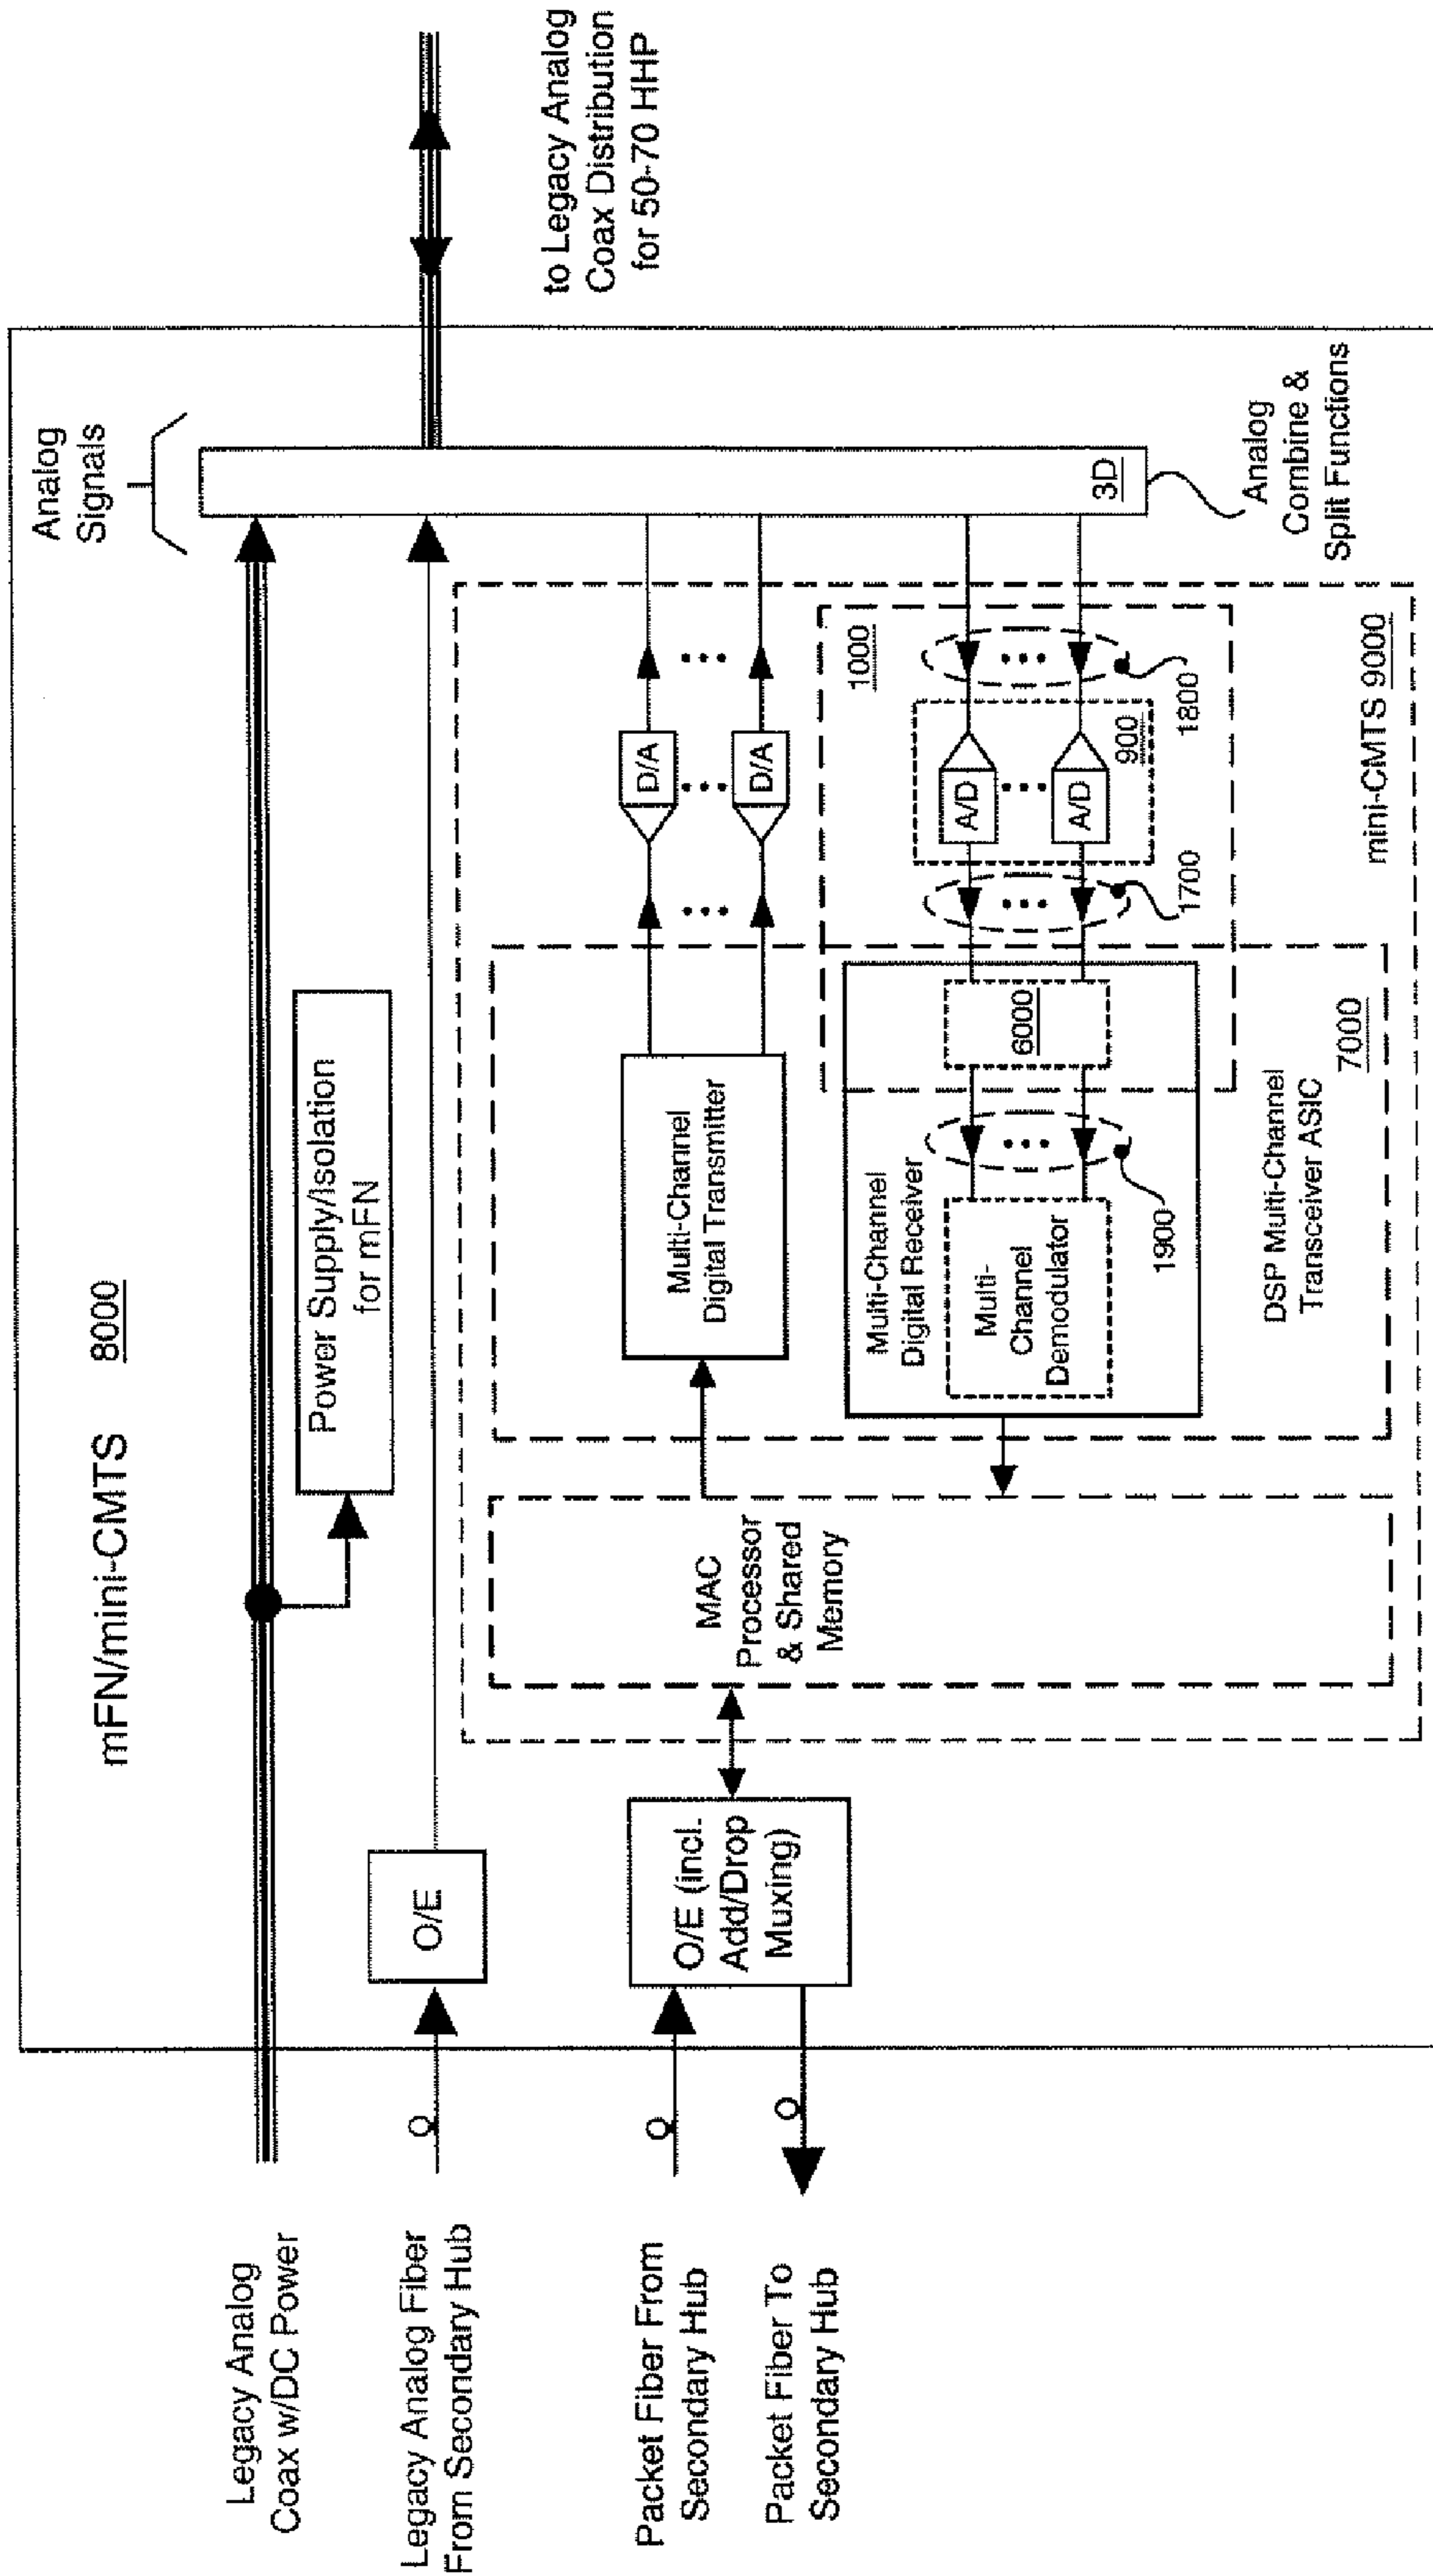 mFN/mini-CMTS 8000
Analog
Signals
Legacy Analog
Coax w/DC Power
Power Supply/Isolation
for mFN
Legacy Analog Fiber
From Secondary Hub
O/E
to Legacy Analog
Coax Distribution
for 50-70 HHP
Packet Fiber From
Secondary Hub
Packet Fiber To
Secondary Hub
O/E (incl.
Add/Drop
Muxing)
MAC
Processor
& Shared
Memory
Multi-Channel
Digital Transmitter
D/A
D/A
Multi-Channel
Digital Receiver
Multi-
Channel
Demodulator
1900
6000
1700
A/D
A/D
900
1800
1000
DSP Multi-Channel
Transceiver ASIC
7000
mini-CMTS 9000
3D
Analog
Combine &
Split Functions